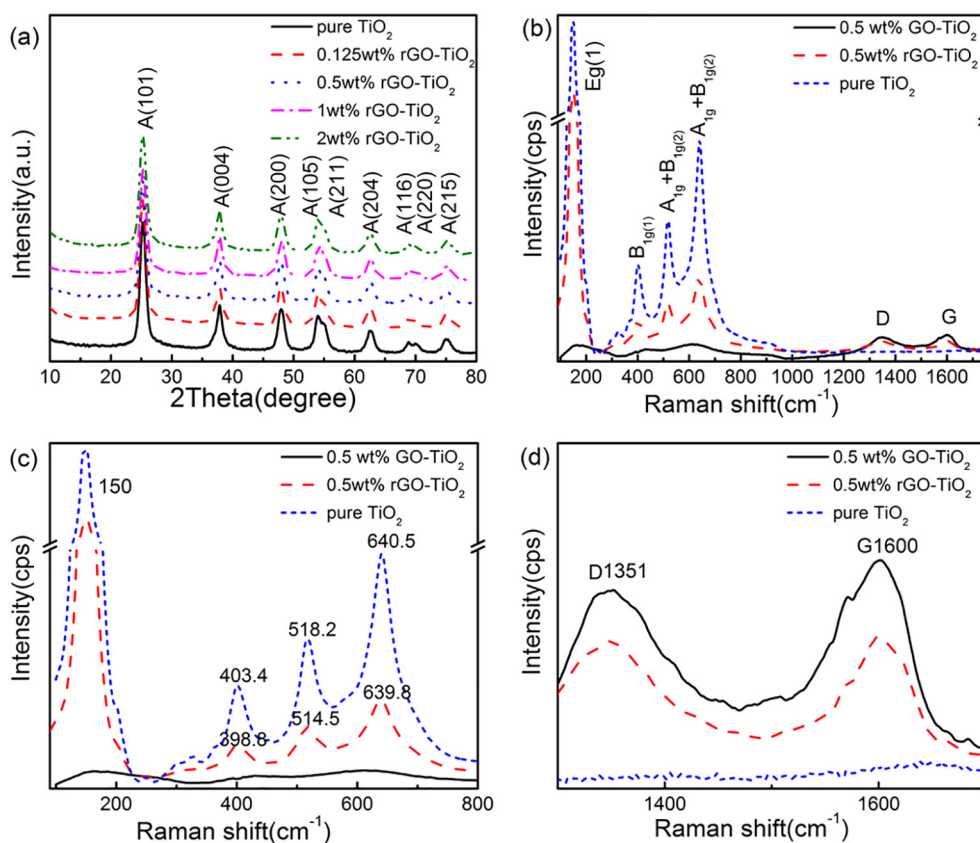 (a)
pure TiO₂
0.125wt% rGO-TiO₂
0.5wt% rGO-TiO₂
1wt% rGO-TiO₂
2wt% rGO-TiO₂
A(101)
A(004)
A(200)
A(105)
A(211)
A(204)
A(116)
A(220)
A(215)
Intensity(a.u.)
10 20 30 40 50 60 70 80
2Theta(degree)
(b)
0.5 wt% GO-TiO₂
0.5wt% rGO-TiO₂
pure TiO₂
Eg(1)
B1g(1)
A1g+B1g(2)
A1g+B1g(2)
D
G
Intensity(cps)
200 400 600 800 1000 1200 1400 1600
Raman shift(cm⁻¹)
(c)
0.5 wt% GO-TiO₂
0.5wt% rGO-TiO₂
pure TiO₂
150
640.5
518.2
403.4
639.8
514.5
398.8
Intensity(cps)
200 400 600 800
Raman shift(cm⁻¹)
(d)
0.5 wt% GO-TiO₂
0.5wt% rGO-TiO₂
pure TiO₂
G1600
D1351
Intensity(cps)
1400 1600
Raman shift(cm⁻¹)